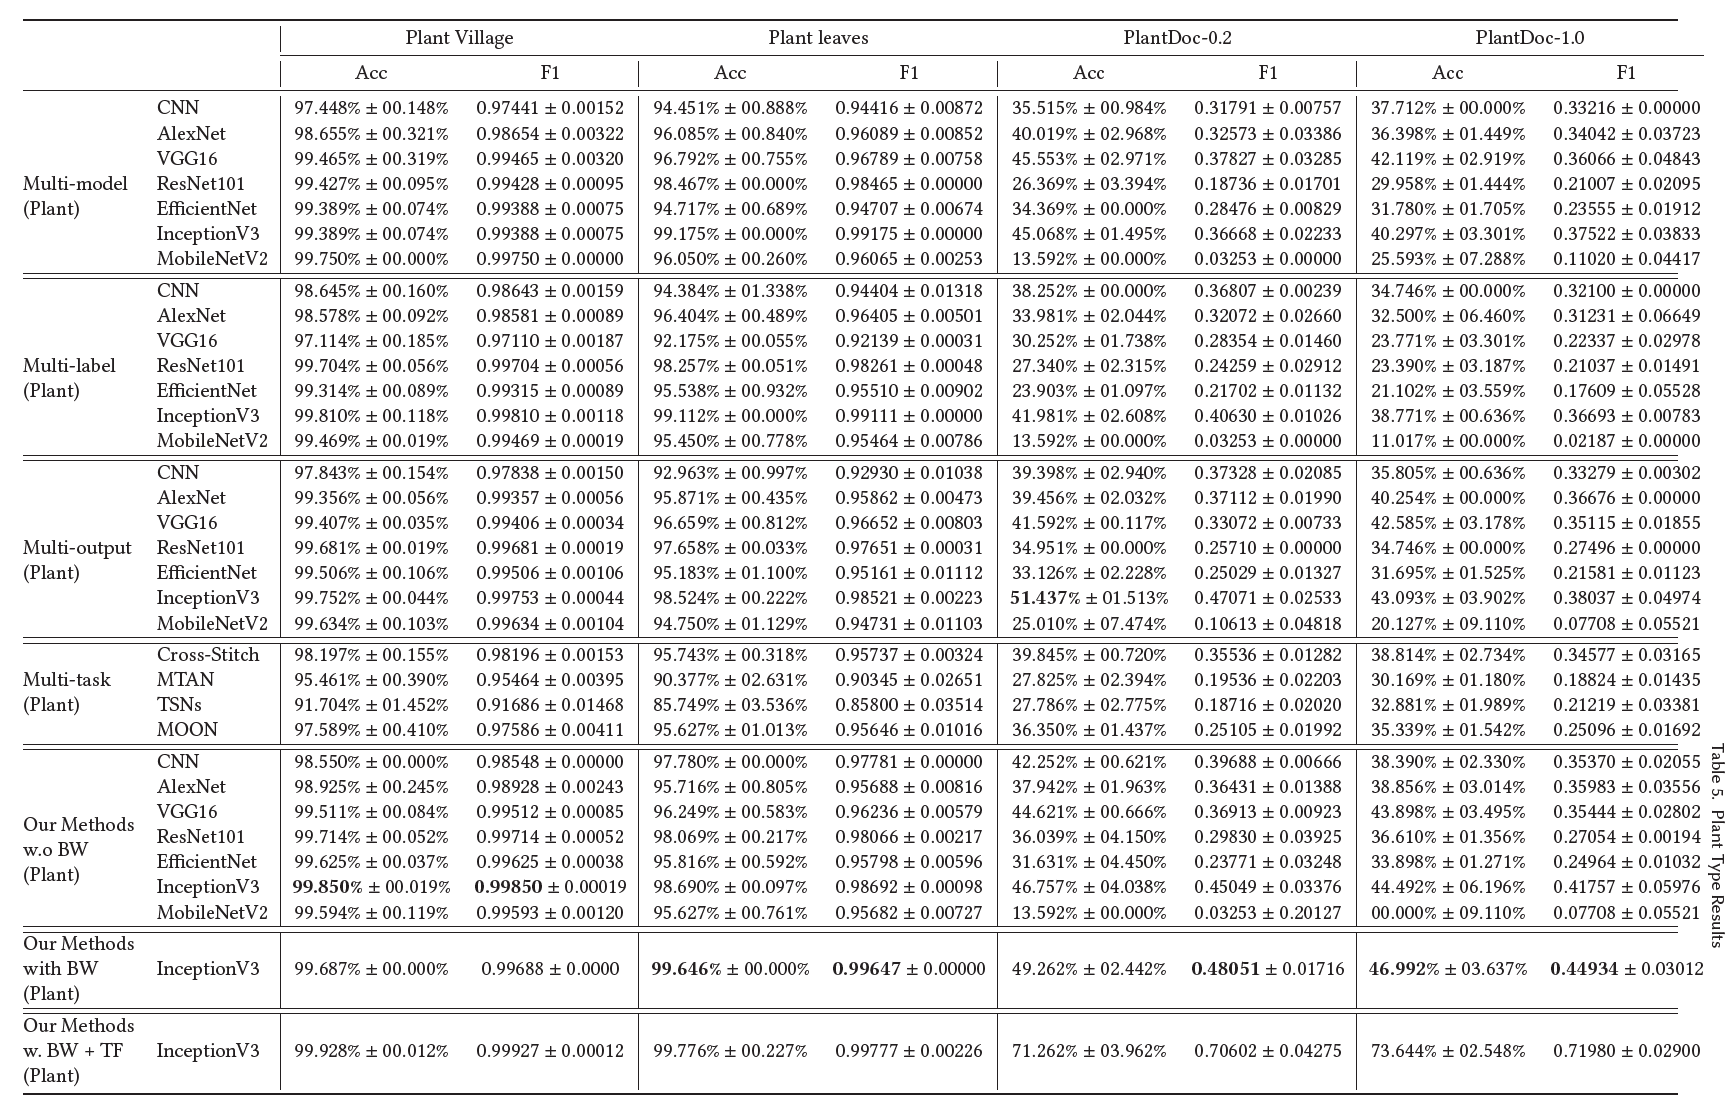 Plant Village Plant leaves PlantDoc-0.2 PlantDoc-1.0
Acc F1 Acc F1 Acc F1 Acc F1
CNN 97.448% ± 00.148% 0.97441 ± 0.00152 94.451% ± 00.888% 0.94416 ± 0.00872 35.515% ± 00.984% 0.31791 ± 0.00757 37.712% ± 00.000% 0.33216 ± 0.00000
AlexNet 98.655% ± 00.321% 0.98654 ± 0.00322 96.085% ± 00.840% 0.96089 ± 0.00852 40.019% ± 02.968% 0.32573 ± 0.03386 36.398% ± 01.449% 0.34042 ± 0.03723
VGG16 99.465% ± 00.319% 0.99465 ± 0.00320 96.792% ± 00.755% 0.96789 ± 0.00758 45.553% ± 02.971% 0.37827 ± 0.03285 42.119% ± 02.919% 0.36066 ± 0.04843
Multi-model ResNet101 99.427% ± 00.095% 0.99428 ± 0.00095 98.467% ± 00.000% 0.98465 ± 0.00000 26.369% ± 03.394% 0.18736 ± 0.01701 29.958% ± 01.444% 0.21007 ± 0.02095
(Plant) EfficientNet 99.389% ± 00.074% 0.99388 ± 0.00075 94.717% ± 00.689% 0.94707 ± 0.00674 34.369% ± 00.000% 0.28476 ± 0.00829 31.780% ± 01.705% 0.23555 ± 0.01912
InceptionV3 99.389% ± 00.074% 0.99388 ± 0.00075 99.175% ± 00.000% 0.99175 ± 0.00000 45.068% ± 01.495% 0.36668 ± 0.02233 40.297% ± 03.301% 0.37522 ± 0.03833
MobileNetV2 99.750% ± 00.000% 0.99750 ± 0.00000 96.050% ± 00.260% 0.96065 ± 0.00253 13.592% ± 00.000% 0.03253 ± 0.00000 25.593% ± 07.288% 0.11020 ± 0.04417
CNN 98.645% ± 00.160% 0.98643 ± 0.00159 94.384% ± 01.338% 0.94404 ± 0.01318 38.252% ± 00.000% 0.36807 ± 0.00239 34.746% ± 00.000% 0.32100 ± 0.00000
AlexNet 98.578% ± 00.092% 0.98581 ± 0.00089 96.404% ± 00.489% 0.96405 ± 0.00501 33.981% ± 02.044% 0.32072 ± 0.02660 32.500% ± 06.460% 0.31231 ± 0.06649
VGG16 97.114% ± 00.185% 0.97110 ± 0.00187 92.175% ± 00.055% 0.92139 ± 0.00031 30.252% ± 01.738% 0.28354 ± 0.01460 23.771% ± 03.301% 0.22337 ± 0.02978
Multi-label ResNet101 99.704% ± 00.056% 0.99704 ± 0.00056 98.257% ± 00.051% 0.98261 ± 0.00048 27.340% ± 02.315% 0.24259 ± 0.02912 23.390% ± 03.187% 0.21037 ± 0.01491
(Plant) EfficientNet 99.314% ± 00.089% 0.99315 ± 0.00089 95.538% ± 00.932% 0.95510 ± 0.00902 23.903% ± 01.097% 0.21702 ± 0.01132 21.102% ± 03.559% 0.17609 ± 0.05528
InceptionV3 99.810% ± 00.118% 0.99810 ± 0.00118 99.112% ± 00.000% 0.99111 ± 0.00000 41.981% ± 02.608% 0.40630 ± 0.01026 38.771% ± 00.636% 0.36693 ± 0.00783
MobileNetV2 99.469% ± 00.019% 0.99469 ± 0.00019 95.450% ± 00.778% 0.95464 ± 0.00786 13.592% ± 00.000% 0.03253 ± 0.00000 11.017% ± 00.000% 0.02187 ± 0.00000
CNN 97.843% ± 00.154% 0.97838 ± 0.00150 92.963% ± 00.997% 0.92930 ± 0.01038 39.398% ± 02.940% 0.37328 ± 0.02085 35.805% ± 00.636% 0.33279 ± 0.00302
AlexNet 99.356% ± 00.056% 0.99357 ± 0.00056 95.871% ± 00.435% 0.95862 ± 0.00473 39.456% ± 02.032% 0.37112 ± 0.01990 40.254% ± 00.000% 0.36676 ± 0.00000
VGG16 99.407% ± 00.035% 0.99406 ± 0.00034 96.659% ± 00.812% 0.96652 ± 0.00803 41.592% ± 00.117% 0.33072 ± 0.00733 42.585% ± 03.178% 0.35115 ± 0.01855
Multi-output ResNet101 99.681% ± 00.019% 0.99681 ± 0.00019 97.658% ± 00.033% 0.97651 ± 0.00031 34.951% ± 00.000% 0.25710 ± 0.00000 34.746% ± 00.000% 0.27496 ± 0.00000
(Plant) EfficientNet 99.506% ± 00.106% 0.99506 ± 0.00106 95.183% ± 01.100% 0.95161 ± 0.01112 33.126% ± 02.228% 0.25029 ± 0.01327 31.695% ± 01.525% 0.21581 ± 0.01123
InceptionV3 99.752% ± 00.044% 0.99753 ± 0.00044 98.524% ± 00.222% 0.98521 ± 0.00223 51.437% ± 01.513% 0.47071 ± 0.02533 43.093% ± 03.902% 0.38037 ± 0.04974
MobileNetV2 99.634% ± 00.103% 0.99634 ± 0.00104 94.750% ± 01.129% 0.94731 ± 0.01103 25.010% ± 07.474% 0.10613 ± 0.04818 20.127% ± 09.110% 0.07708 ± 0.05521
Cross-Stitch 98.197% ± 00.155% 0.98196 ± 0.00153 95.743% ± 00.318% 0.95737 ± 0.00324 39.845% ± 00.720% 0.35536 ± 0.01282 38.814% ± 02.734% 0.34577 ± 0.03165
Multi-task MTAN 95.461% ± 00.390% 0.95464 ± 0.00395 90.377% ± 02.631% 0.90345 ± 0.02651 27.825% ± 02.394% 0.19536 ± 0.02203 30.169% ± 01.180% 0.18824 ± 0.01435
(Plant) TSNs 91.704% ± 01.452% 0.91686 ± 0.01468 85.749% ± 03.536% 0.85800 ± 0.03514 27.786% ± 02.775% 0.18716 ± 0.02020 32.881% ± 01.989% 0.21219 ± 0.03381
MOON 97.589% ± 00.410% 0.97586 ± 0.00411 95.627% ± 01.013% 0.95646 ± 0.01016 36.350% ± 01.437% 0.25105 ± 0.01992 35.339% ± 01.542% 0.25096 ± 0.01692
CNN 98.550% ± 00.000% 0.98548 ± 0.00000 97.780% ± 00.000% 0.97781 ± 0.00000 42.252% ± 00.621% 0.39688 ± 0.00666 38.390% ± 02.330% 0.35370 ± 0.02055
AlexNet 98.925% ± 00.245% 0.98928 ± 0.00243 95.716% ± 00.805% 0.95688 ± 0.00816 37.942% ± 01.963% 0.36431 ± 0.01388 38.856% ± 03.014% 0.35983 ± 0.03556
Our Methods VGG16 99.511% ± 00.084% 0.99512 ± 0.00085 96.249% ± 00.583% 0.96236 ± 0.00579 44.621% ± 00.666% 0.36913 ± 0.00923 43.898% ± 03.495% 0.35444 ± 0.02802
w.o BW ResNet101 99.714% ± 00.052% 0.99714 ± 0.00052 98.069% ± 00.217% 0.98066 ± 0.00217 36.039% ± 04.150% 0.29830 ± 0.03925 36.610% ± 01.356% 0.27054 ± 0.00194
(Plant) EfficientNet 99.625% ± 00.037% 0.99625 ± 0.00038 95.816% ± 00.592% 0.95798 ± 0.00596 31.631% ± 04.450% 0.23771 ± 0.03248 33.898% ± 01.271% 0.24964 ± 0.01032
InceptionV3 99.850% ± 00.019% 0.99850 ± 0.00019 98.690% ± 00.097% 0.98692 ± 0.00098 46.757% ± 04.038% 0.45049 ± 0.03376 44.492% ± 06.196% 0.41757 ± 0.05976
MobileNetV2 99.594% ± 00.119% 0.99593 ± 0.00120 95.627% ± 00.761% 0.95682 ± 0.00727 13.592% ± 00.000% 0.03253 ± 0.20127 00.000% ± 09.110% 0.07708 ± 0.05521
Our Methods
with BW InceptionV3 99.687% ± 00.000% 0.99688 ± 0.0000 99.646% ± 00.000% 0.99647 ± 0.00000 49.262% ± 02.442% 0.48051 ± 0.01716 46.992% ± 03.637% 0.44934 ± 0.03012
(Plant)
Our Methods
w. BW + TF InceptionV3 99.928% ± 00.012% 0.99927 ± 0.00012 99.776% ± 00.227% 0.99777 ± 0.00226 71.262% ± 03.962% 0.70602 ± 0.04275 73.644% ± 02.548% 0.71980 ± 0.02900
(Plant)
Table 5. Plant Type Results